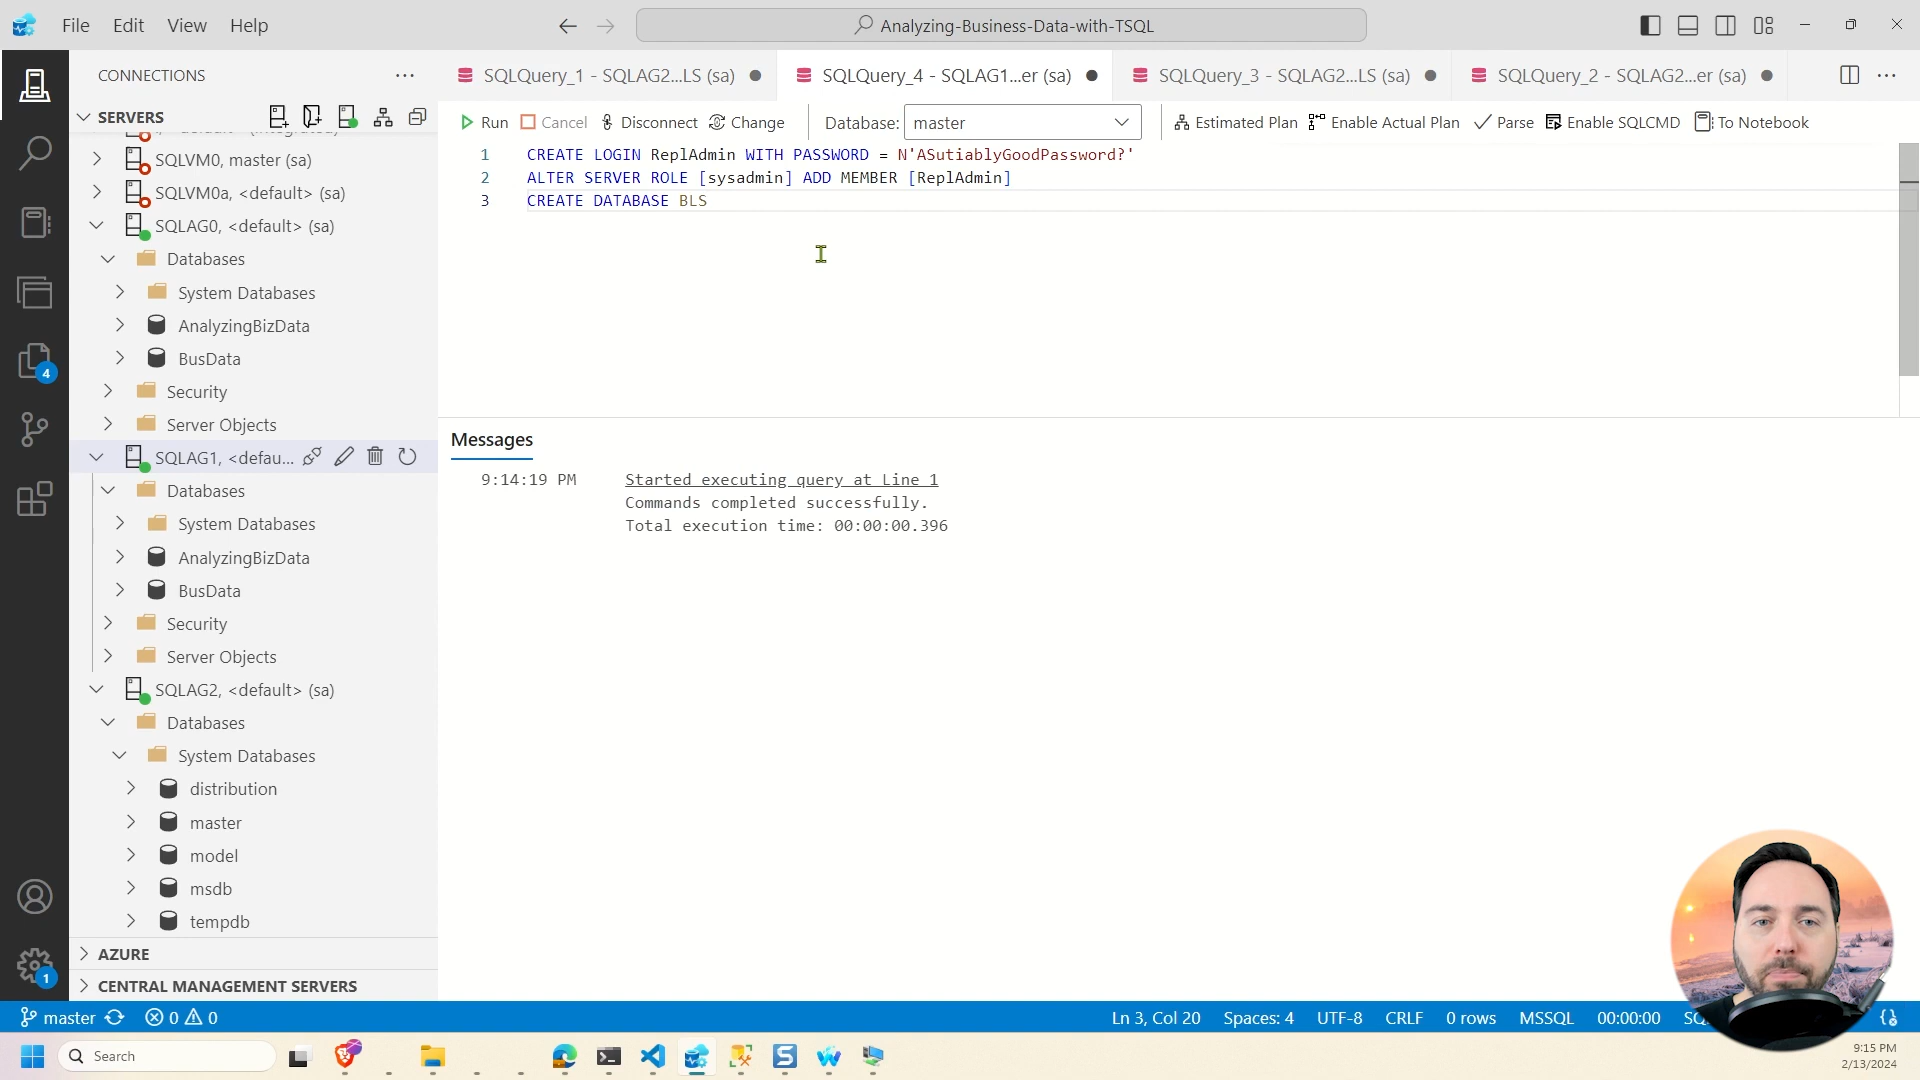 File Edit View Help
Analyzing-Business-Data-with-TSQL
CONNECTIONS
SERVERS
SQLVM0, master (sa)
SQLVM0a, <default> (sa)
SQLAG0, <default> (sa)
Databases
System Databases
AnalyzingBizData
BusData
Security
Server Objects
SQLAG1, <defau...
Databases
System Databases
AnalyzingBizData
BusData
Security
Server Objects
SQLAG2, <default> (sa)
Databases
System Databases
distribution
master
model
msdb
tempdb
AZURE
CENTRAL MANAGEMENT SERVERS
4
1
SQLQuery_1 - SQLAG2...LS (sa)
SQLQuery_4 - SQLAG1...er (sa)
SQLQuery_3 - SQLAG2...LS (sa)
SQLQuery_2 - SQLAG2...er (sa)
Run Cancel Disconnect Change Database: master Estimated Plan Enable Actual Plan Parse Enable SQLCMD To Notebook
1 CREATE LOGIN ReplAdmin WITH PASSWORD = N'ASutiablyGoodPassword?'
2 ALTER SERVER ROLE [sysadmin] ADD MEMBER [ReplAdmin]
3 CREATE DATABASE BLS
Messages
9:14:19 PM Started executing query at Line 1
Commands completed successfully.
Total execution time: 00:00:00.396
master 0 0
Ln 3, Col 20 Spaces: 4 UTF-8 CRLF 0 rows MSSQL 00:00:00
Search
9:15 PM
2/13/2024